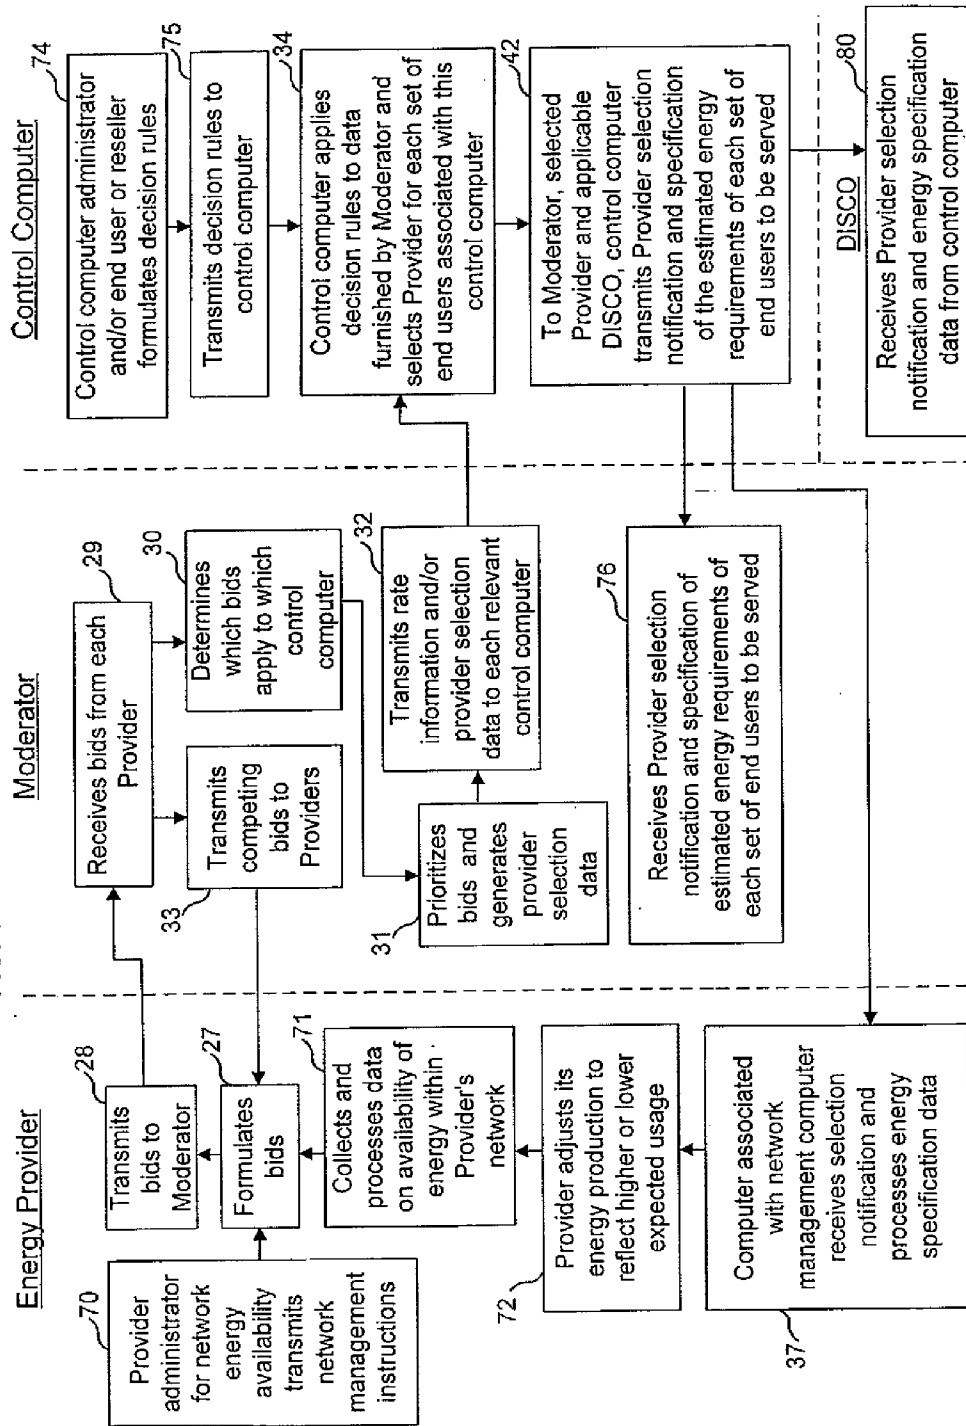 Energy Provider
70
Provider
administrator
for network
energy
availability
transmits
network
management
instructions
28
Transmits
bids to
Moderator
27
Formulates
bids
71
Collects and
processes data
on availability of
energy within
Provider's
network
72
Provider adjusts its
energy production to
reflect higher or lower
expected usage
37
Computer associated
with network
management computer
receives selection
notification and
processes energy
specification data
Moderator
29
Receives bids from each
Provider
33
Transmits
competing
bids to
Providers
30
Determines
which bids
apply to which
control
computer
31
Prioritizes
bids and
generates
provider
selection
data
32
Transmits rate
information and/or
provider selection
data to each relevant
control computer
76
Receives Provider selection
notification and specification of
estimated energy requirements of
each set of end users to be served
Control Computer
74
Control computer administrator
and/or end user or reseller
formulates decision rules
75
Transmits decision rules to
control computer
34
Control computer applies
decision rules to data
furnished by Moderator and
selects Provider for each set of
end users associated with this
control computer
42
To Moderator, selected
Provider and applicable
DISCO, control computer
transmits Provider selection
notification and specification
of the estimated energy
requirements of each set of
end users to be served
DISCO
80
Receives Provider selection
notification and energy specification
data from control computer